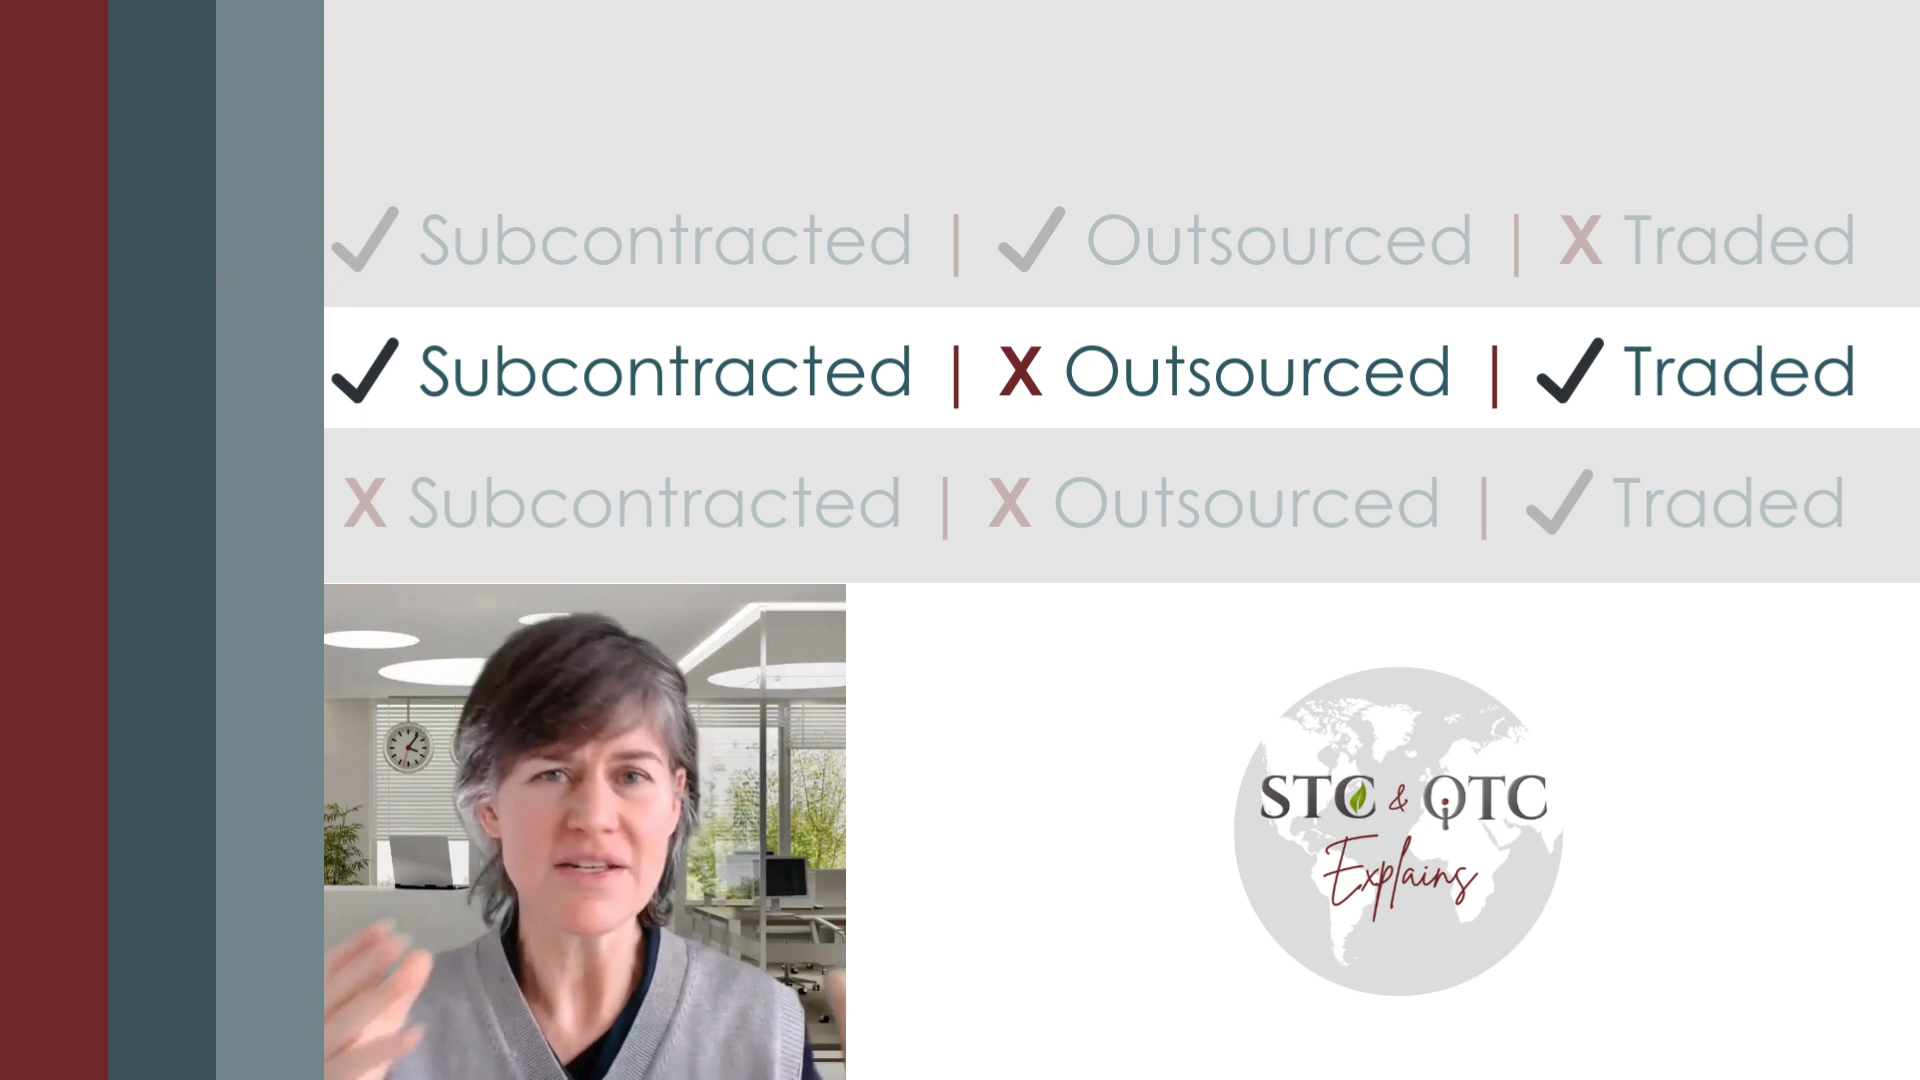 ✓ Subcontracted | ✓ Outsourced | X Traded
✓ Subcontracted | X Outsourced | ✓ Traded
X Subcontracted | X Outsourced | ✓ Traded
STC & QTC
Explains